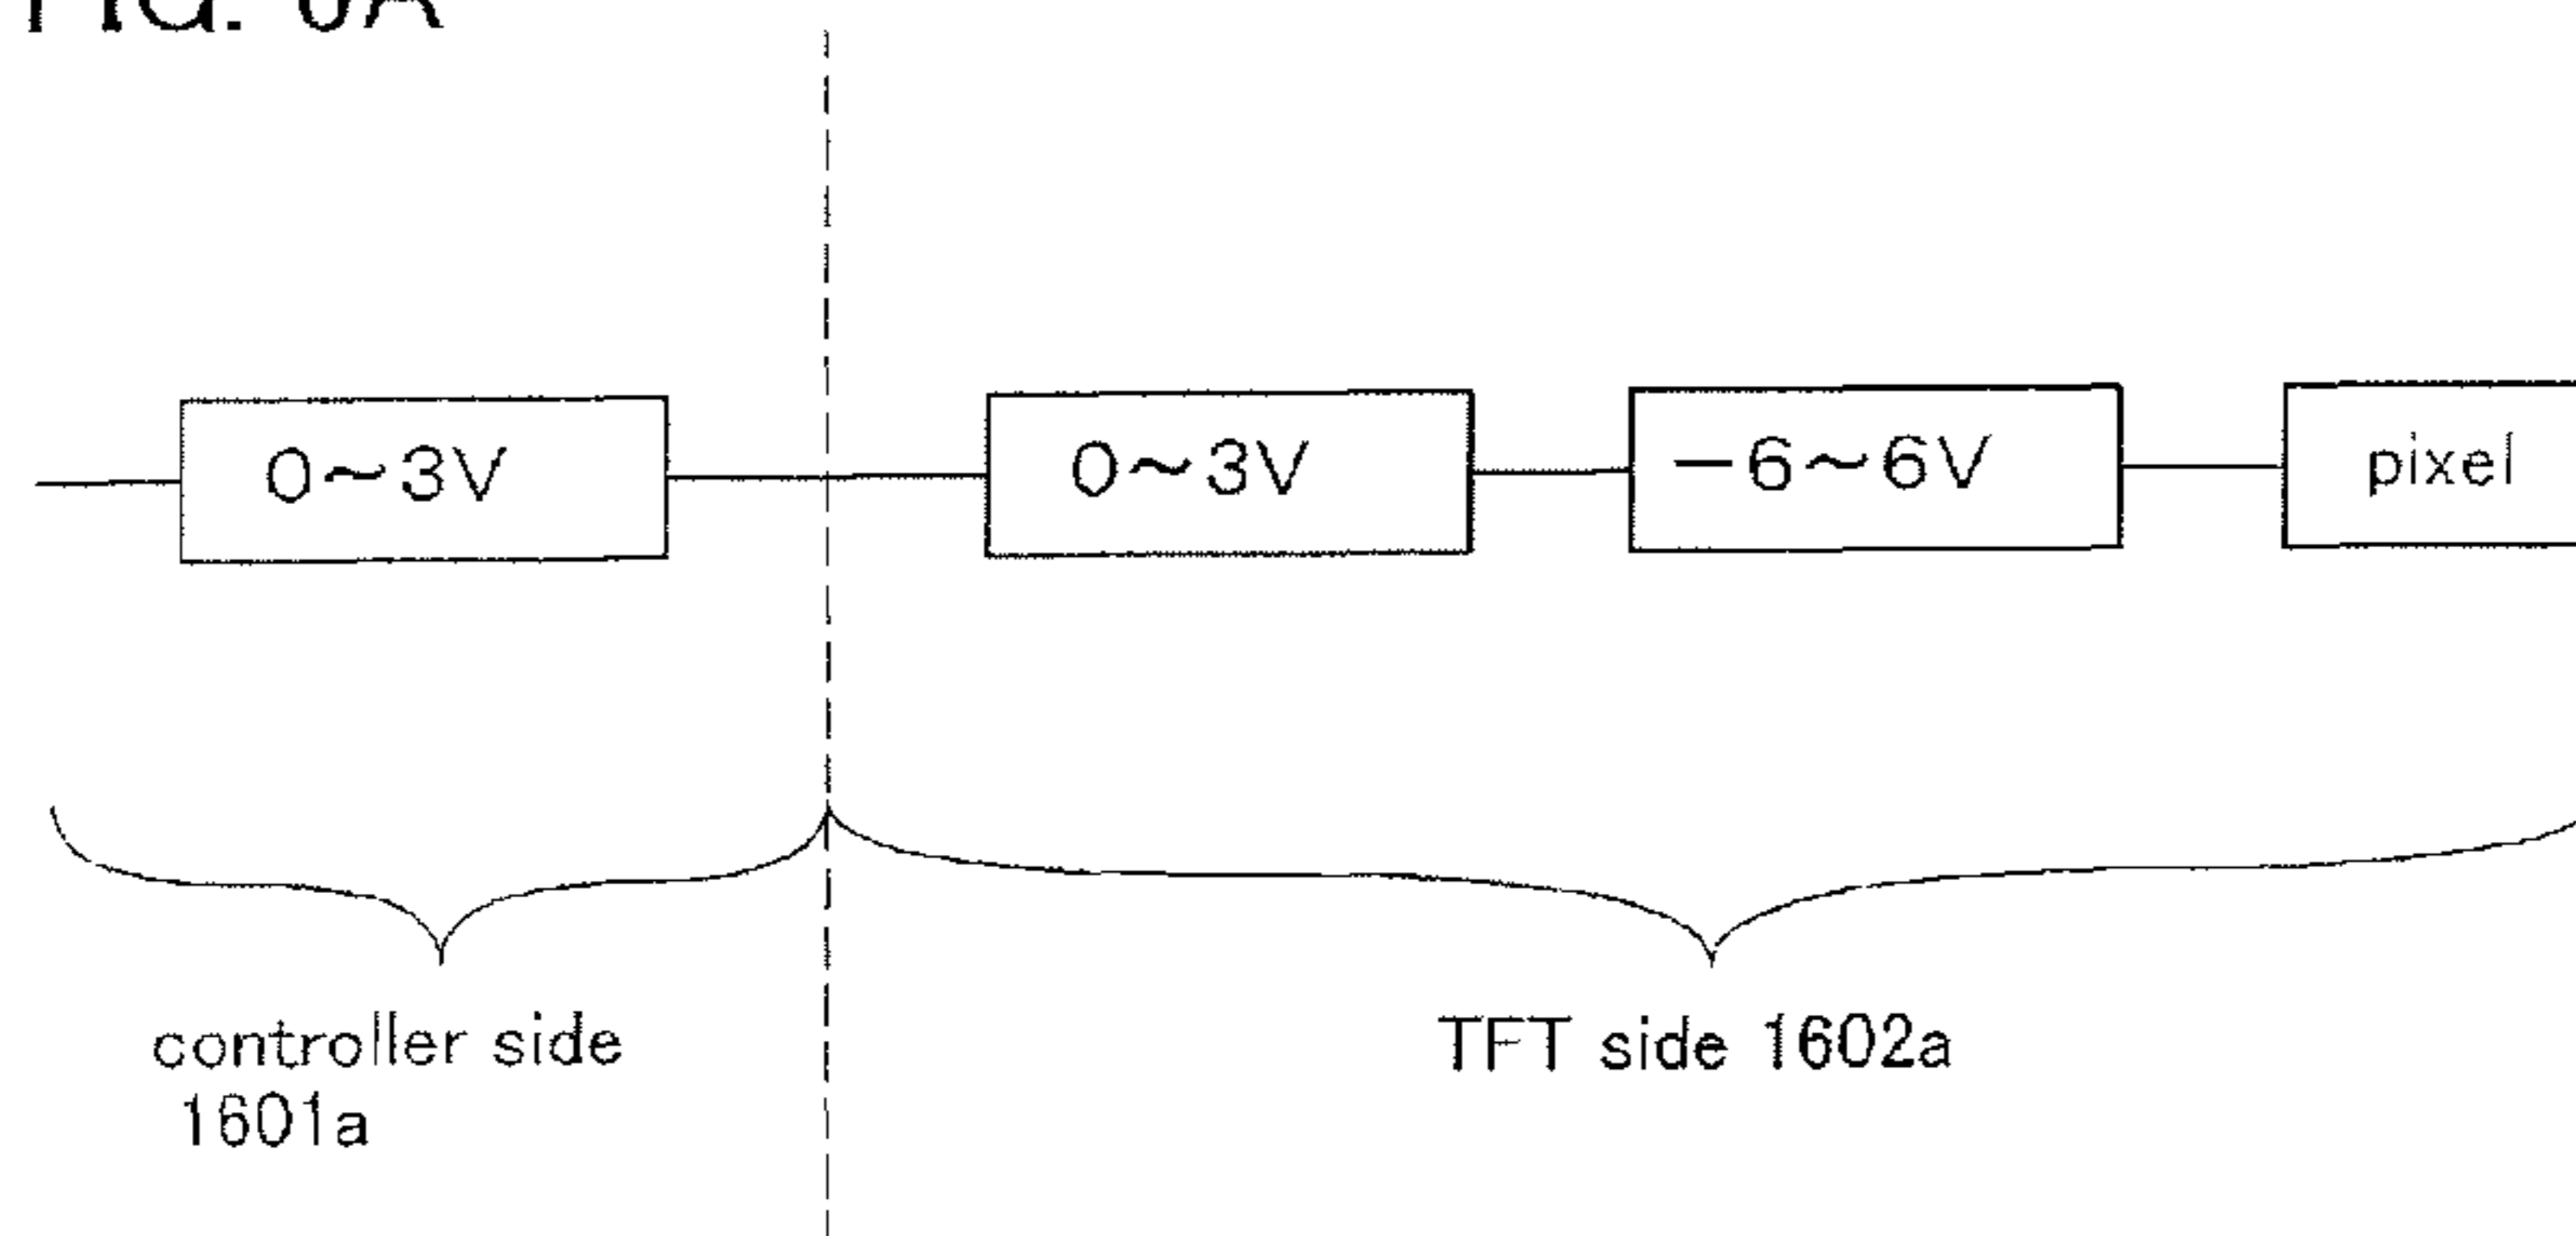 0~3V
0~3V
-6~6V
pixel
controller side
1601a
TFT side 1602a